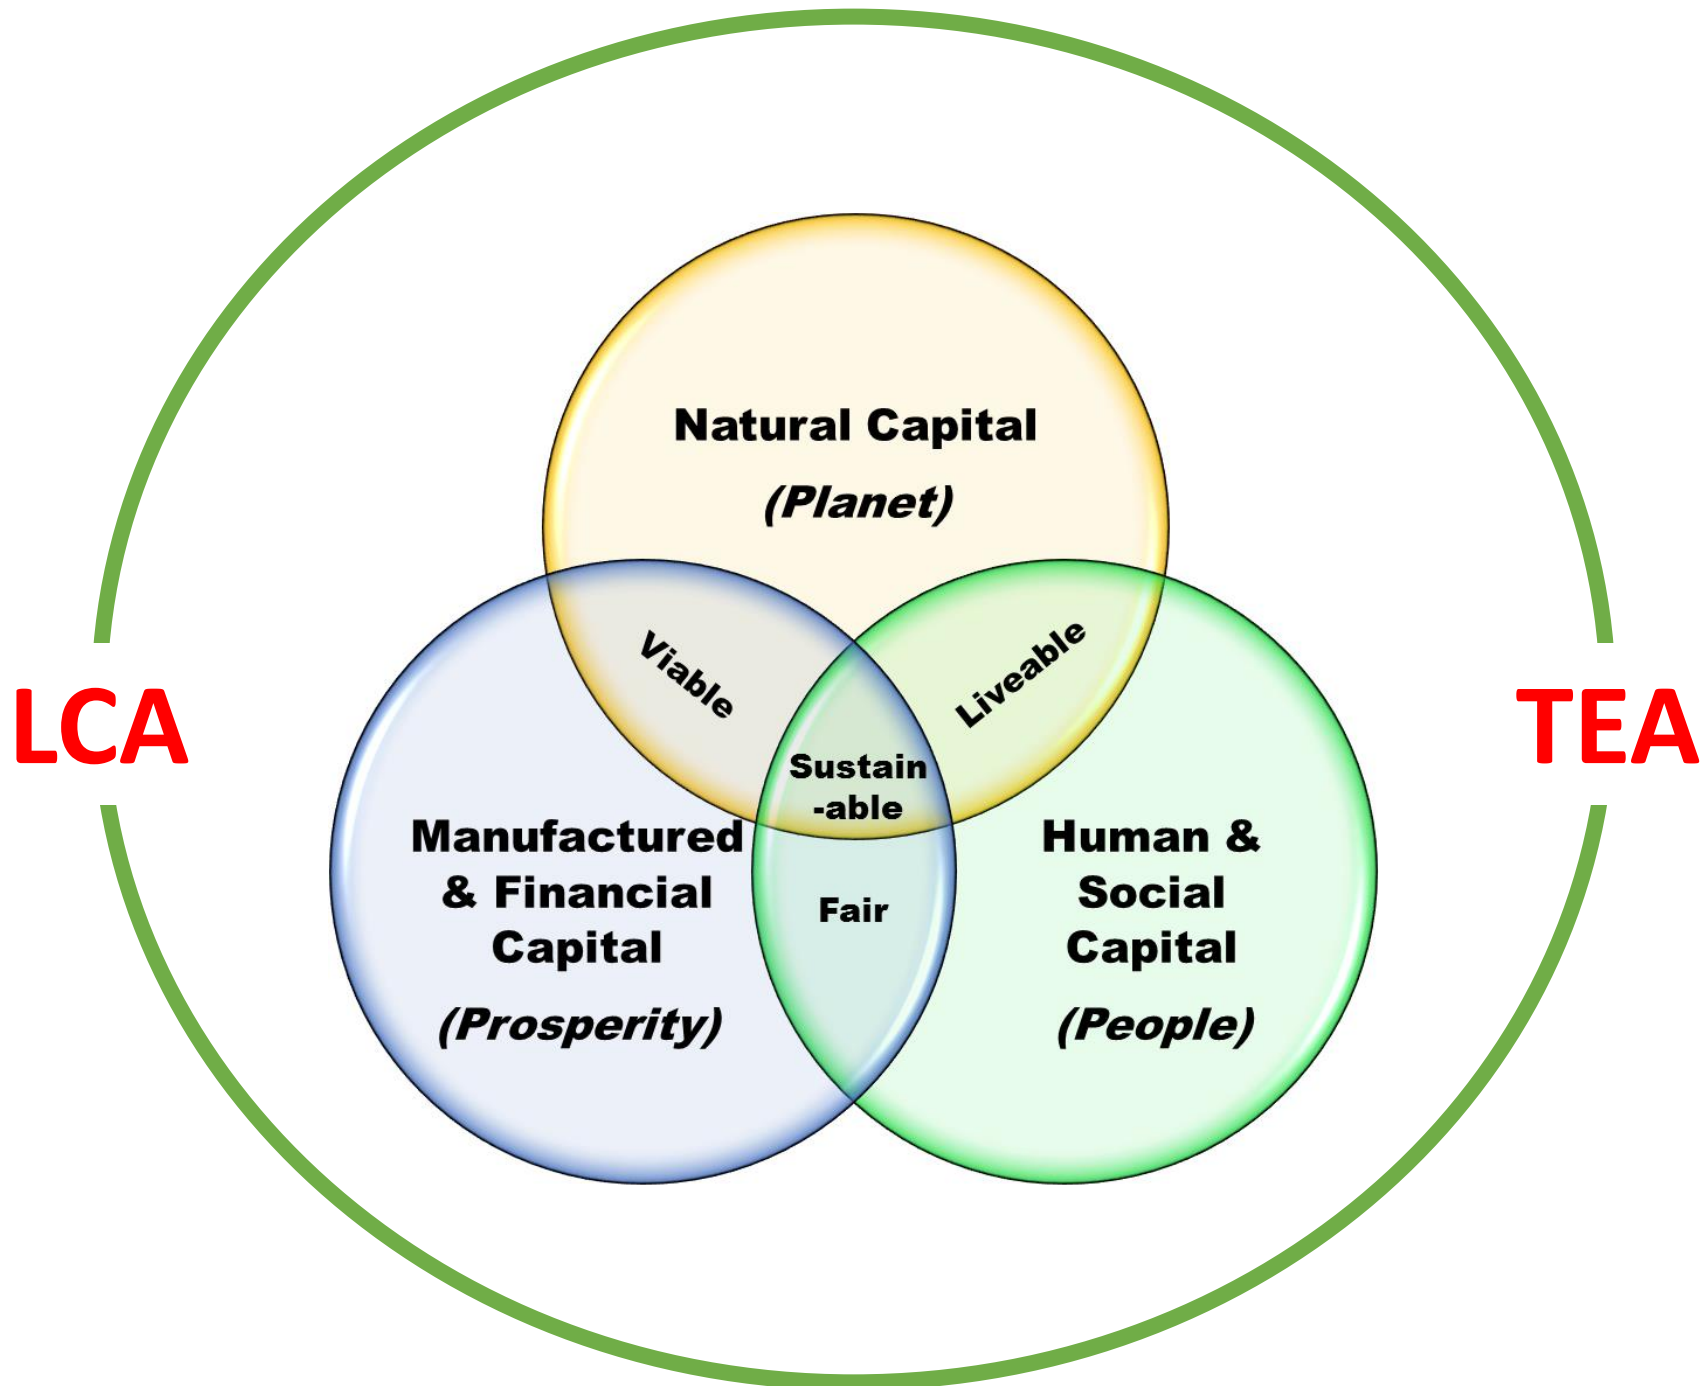 Natural Capital
(Planet)
Viable
Liveable
LCA
TEA
Sustain
-able
Manufactured
& Financial
Capital
(Prosperity)
Fair
Human &
Social
Capital
(People)